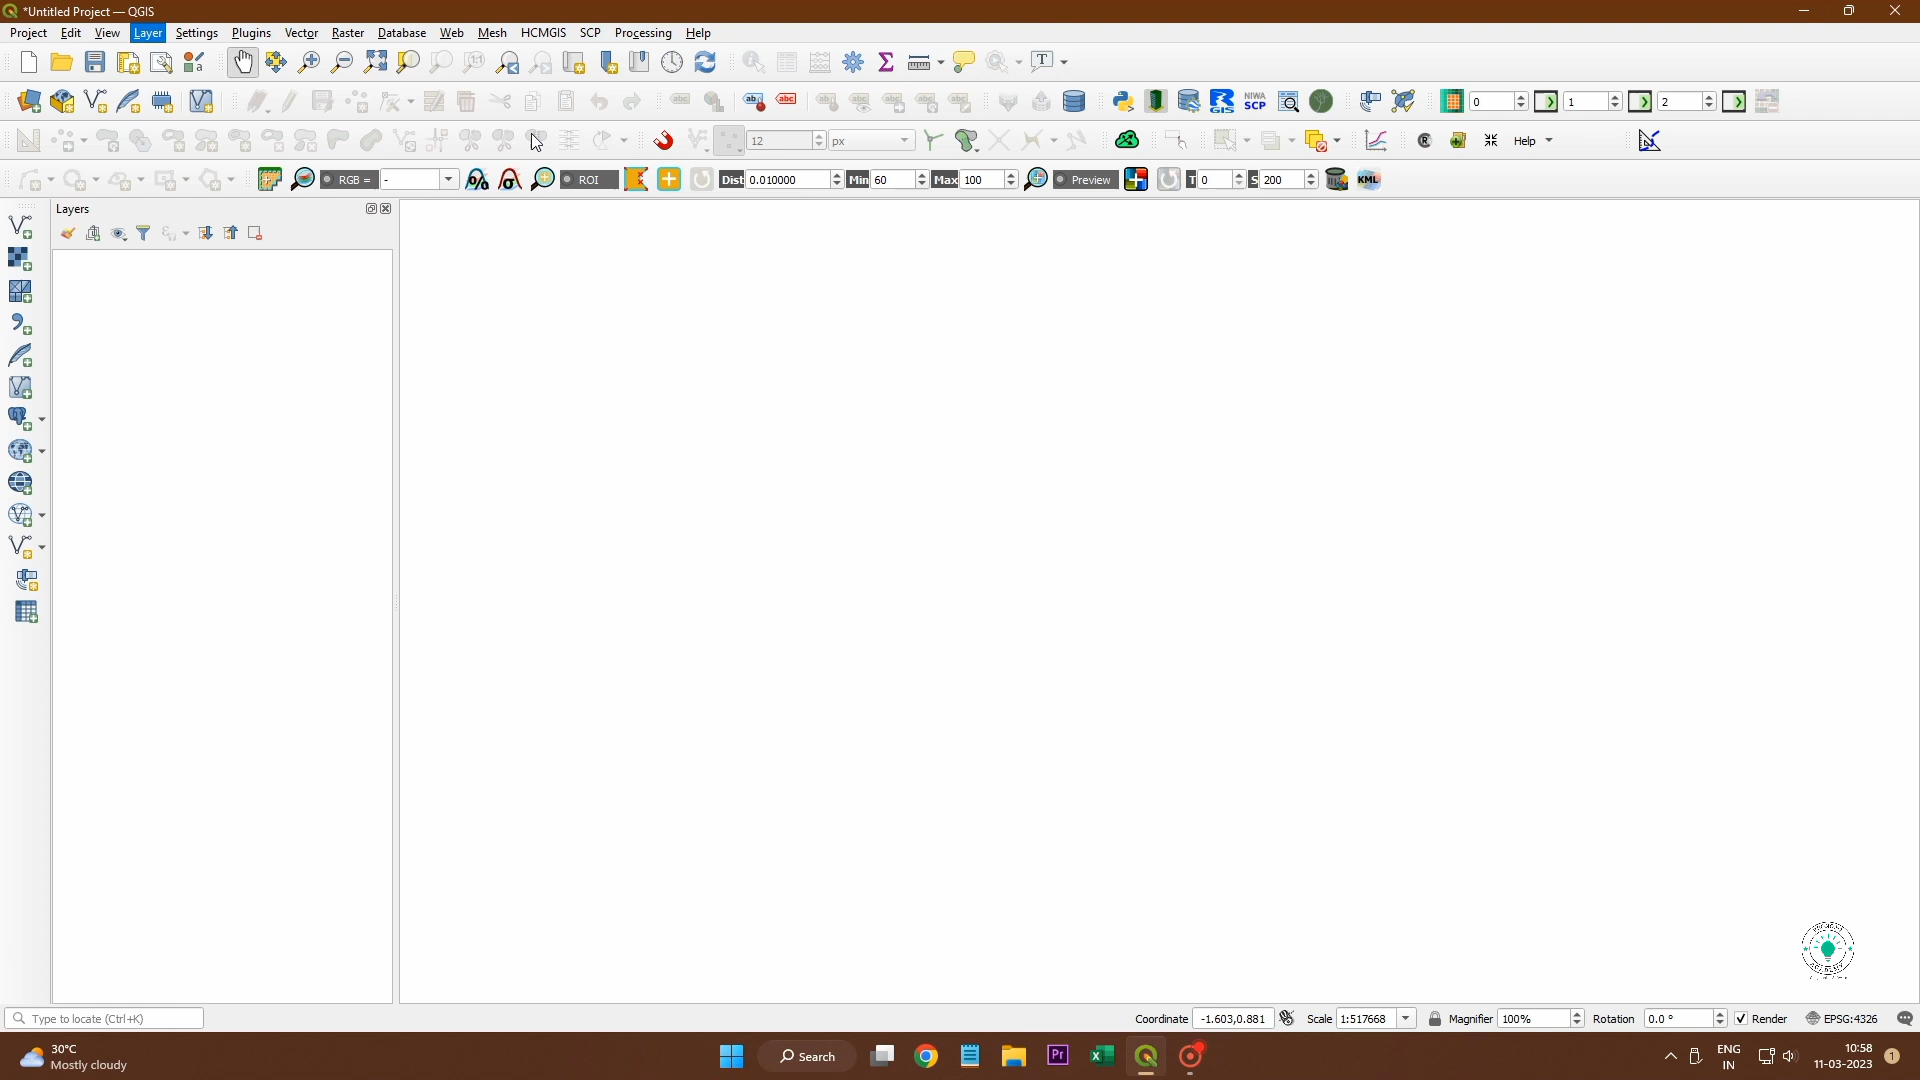 *Untitled Project — QGIS
Project Edit View Layer Settings Plugins Vector Raster Database Web Mesh HCMGIS SCP Processing Help
0 1 2
12 px Help
RGB = - ROI Dist 0.010000 Min 60 Max 100 Preview T 0 S 200 KML
Layers
Type to locate (Ctrl+K) Coordinate -1.603,0.881 Scale 1:517668 Magnifier 100% Rotation 0.0 ° Render EPSG:4326
30°C
Mostly cloudy
Search
ENG
IN
10:58
11-03-2023
1